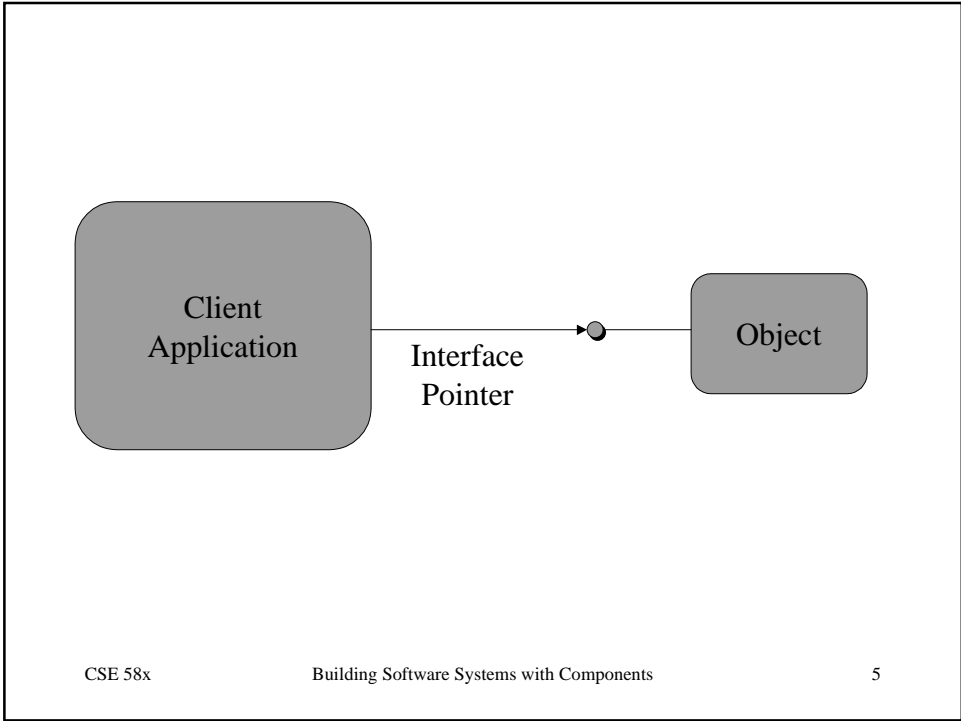 Client
Application
Interface
Pointer
Object
CSE 58x
Building Software Systems with Components
5